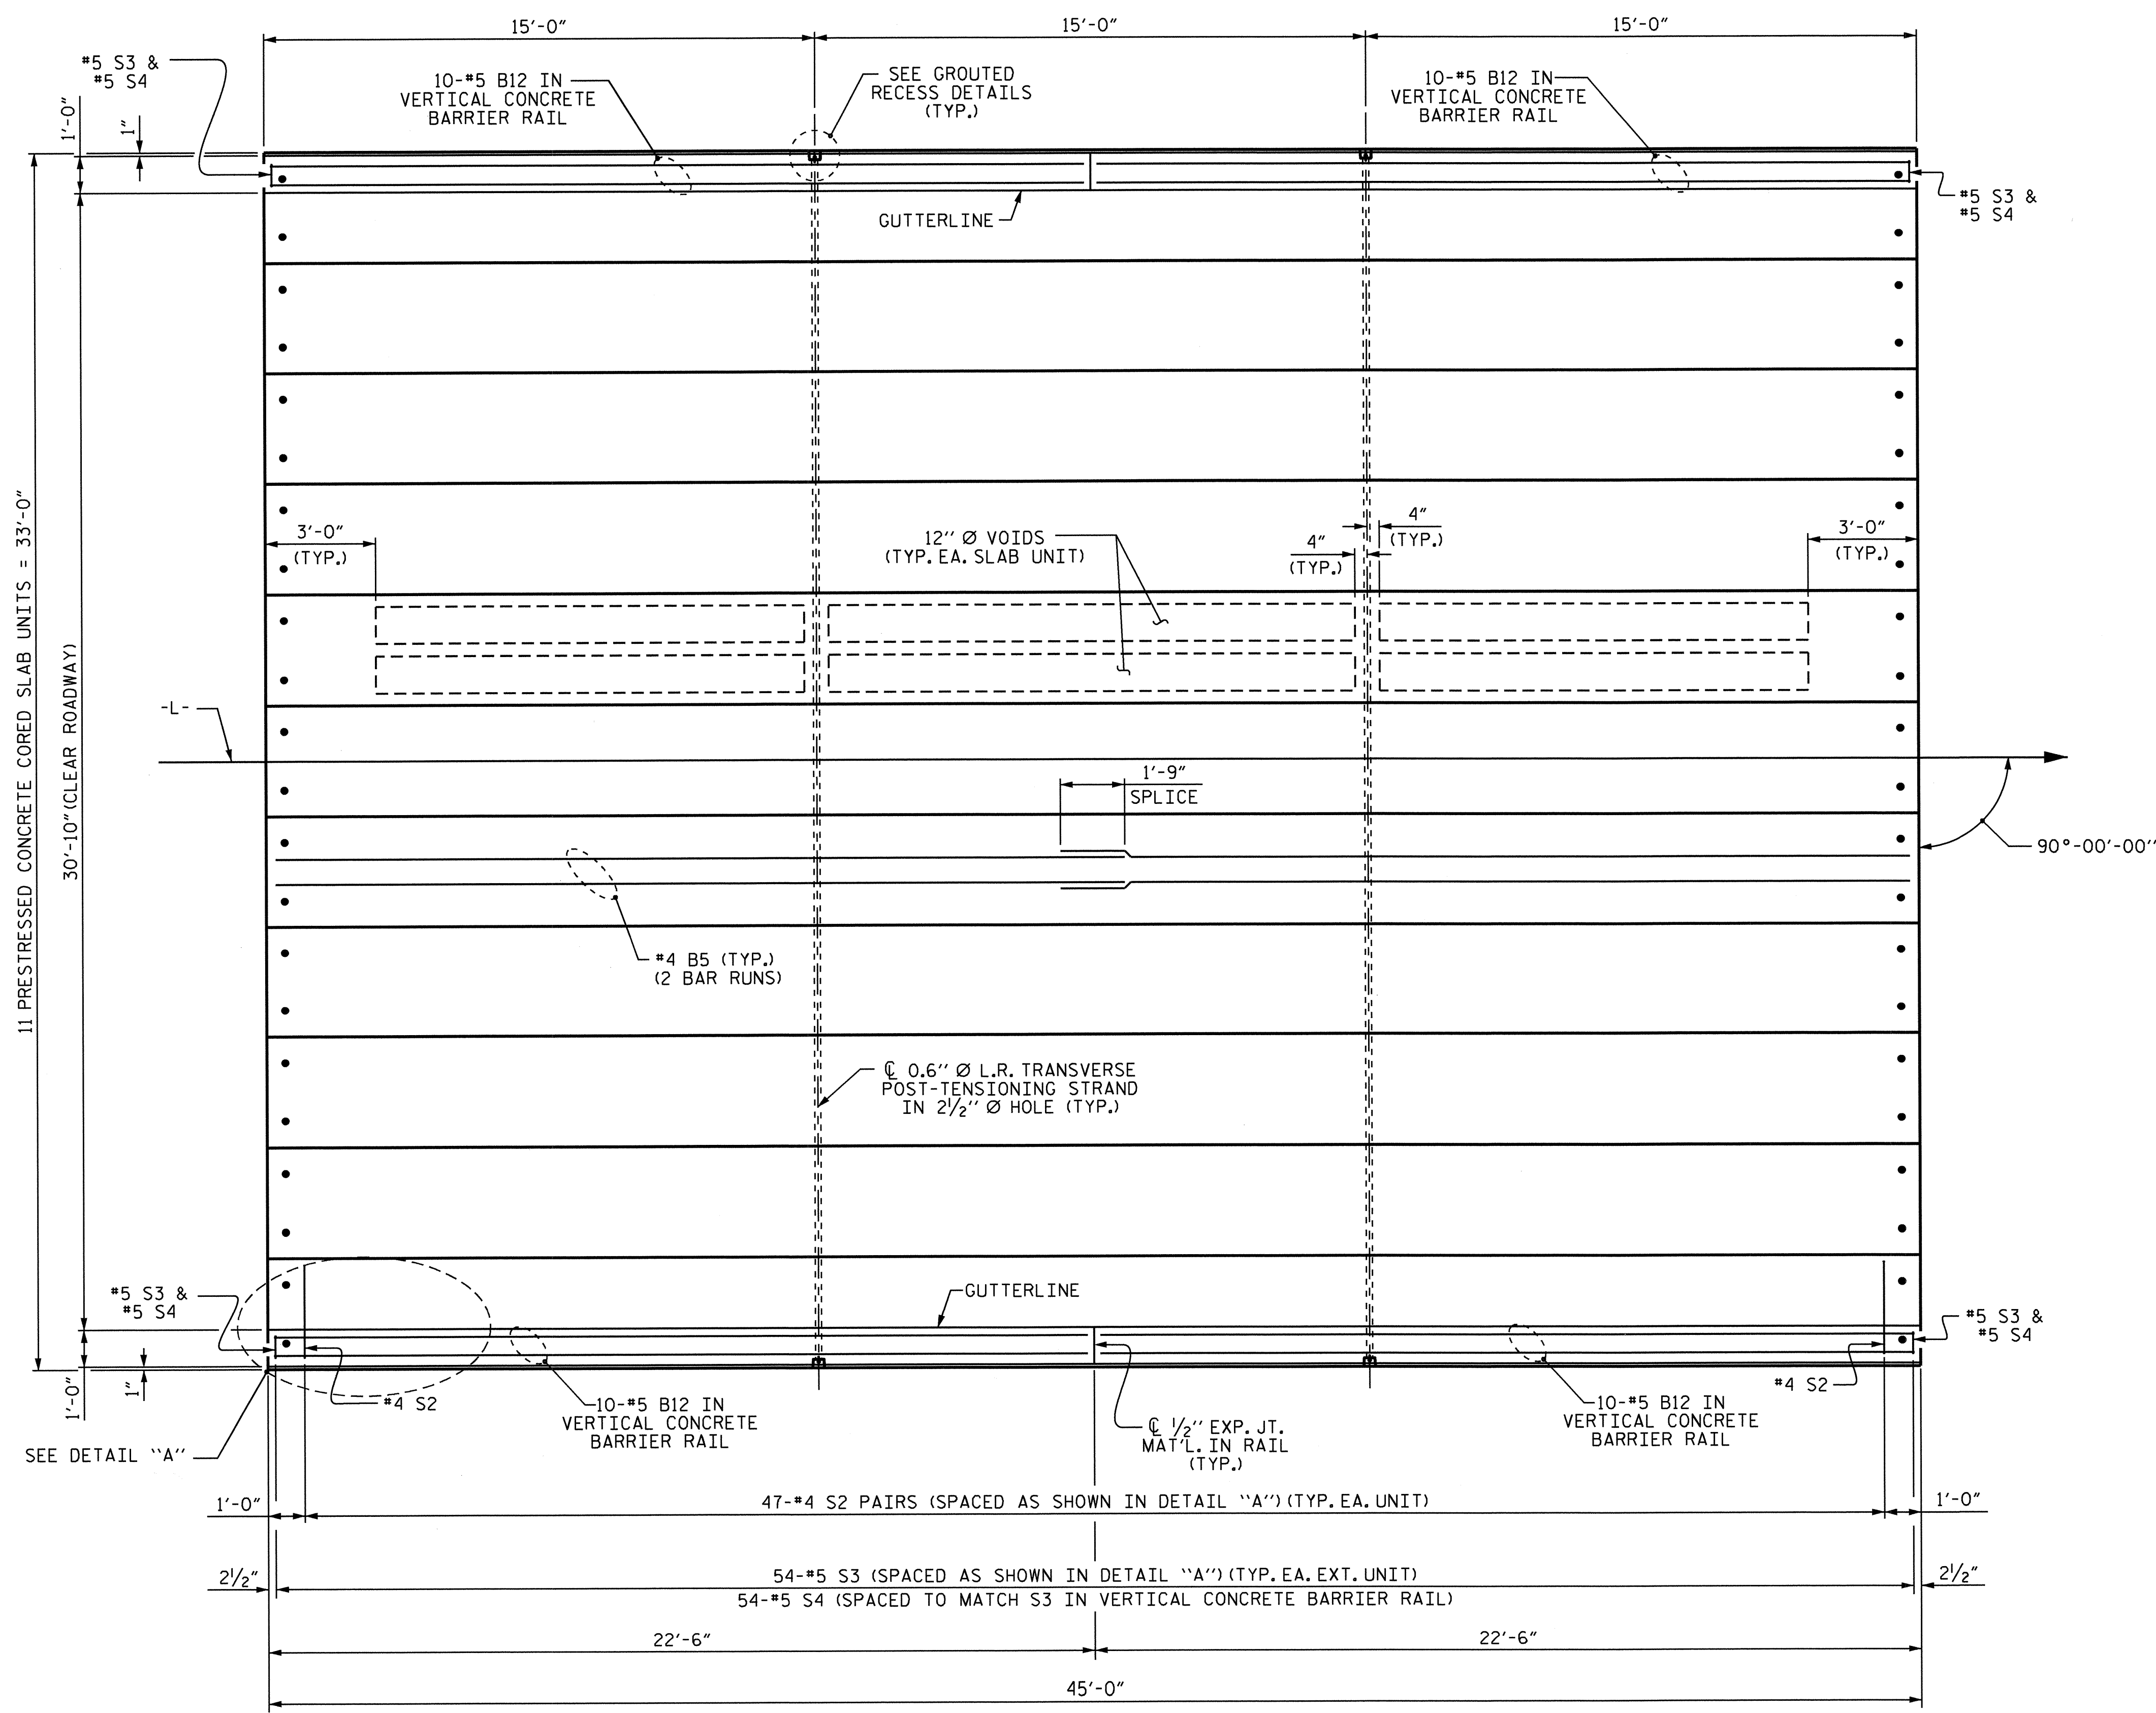 15'-0" 15'-0" 15'-0"
#5 S3 &
#5 S4
10-#5 B12 IN
VERTICAL CONCRETE
BARRIER RAIL
SEE GROUTED
RECESS DETAILS
(TYP.)
10-#5 B12 IN
VERTICAL CONCRETE
BARRIER RAIL
1'-0"
1"
#5 S3 &
#5 S4
GUTTERLINE
11 PRESTRESSED CONCRETE CORED SLAB UNITS = 33'-0"
30'-10" (CLEAR ROADWAY)
3'-0"
(TYP.)
12'' Ø VOIDS
(TYP. EA. SLAB UNIT)
4"
(TYP.)
4"
(TYP.)
3'-0"
(TYP.)
-L-
1'-9"
SPLICE
90°-00'-00''
#4 B5 (TYP.)
(2 BAR RUNS)
℄ 0.6'' Ø L.R. TRANSVERSE
POST-TENSIONING STRAND
IN 2½'' Ø HOLE (TYP.)
#5 S3 &
#5 S4
GUTTERLINE
#5 S3 &
#5 S4
1'-0"
1"
#4 S2
#4 S2
10-#5 B12 IN
VERTICAL CONCRETE
BARRIER RAIL
℄ ½'' EXP. JT.
MAT'L. IN RAIL
(TYP.)
10-#5 B12 IN
VERTICAL CONCRETE
BARRIER RAIL
SEE DETAIL "A"
1'-0" 47-#4 S2 PAIRS (SPACED AS SHOWN IN DETAIL "A") (TYP. EA. UNIT) 1'-0"
2½" 54-#5 S3 (SPACED AS SHOWN IN DETAIL "A") (TYP. EA. EXT. UNIT) 2½"
54-#5 S4 (SPACED TO MATCH S3 IN VERTICAL CONCRETE BARRIER RAIL)
22'-6" 22'-6"
45'-0"